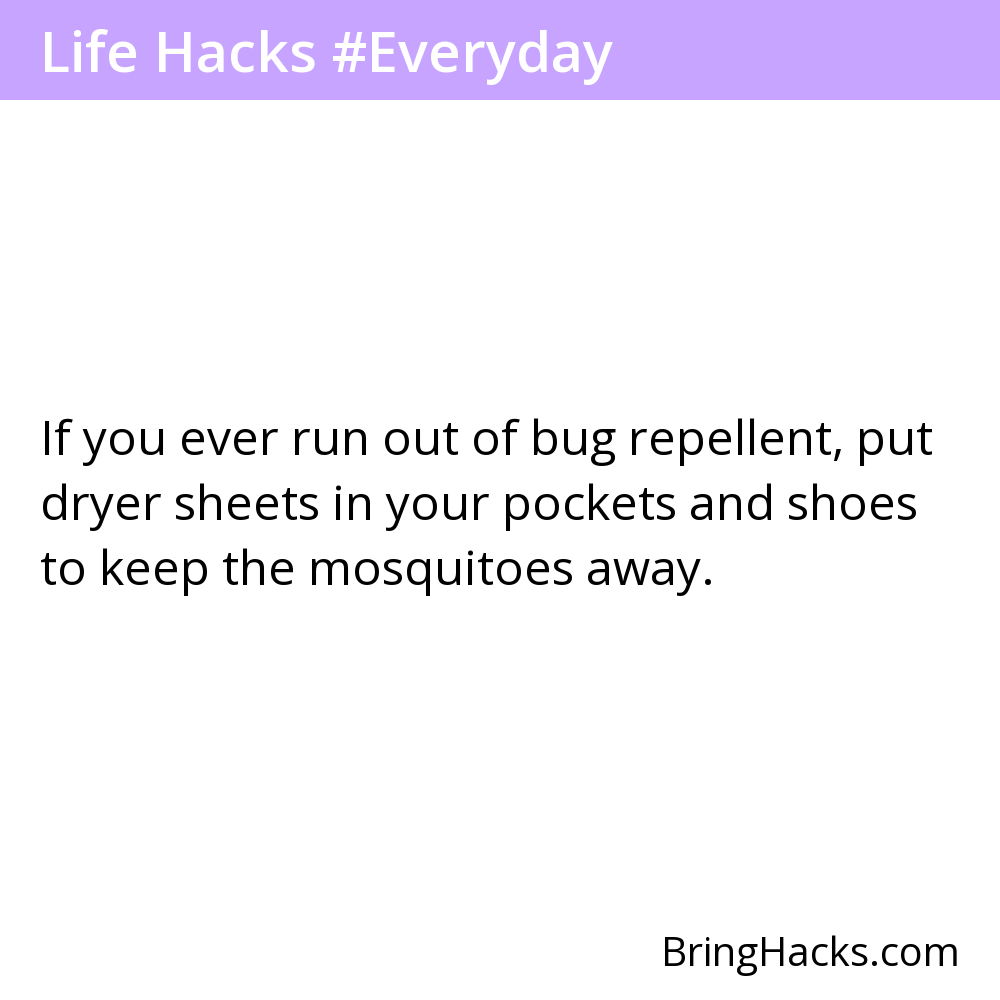 Life Hacks #Everyday
If you ever run out of bug repellent, put
dryer sheets in your pockets and shoes
to keep the mosquitoes away.
BringHacks.com